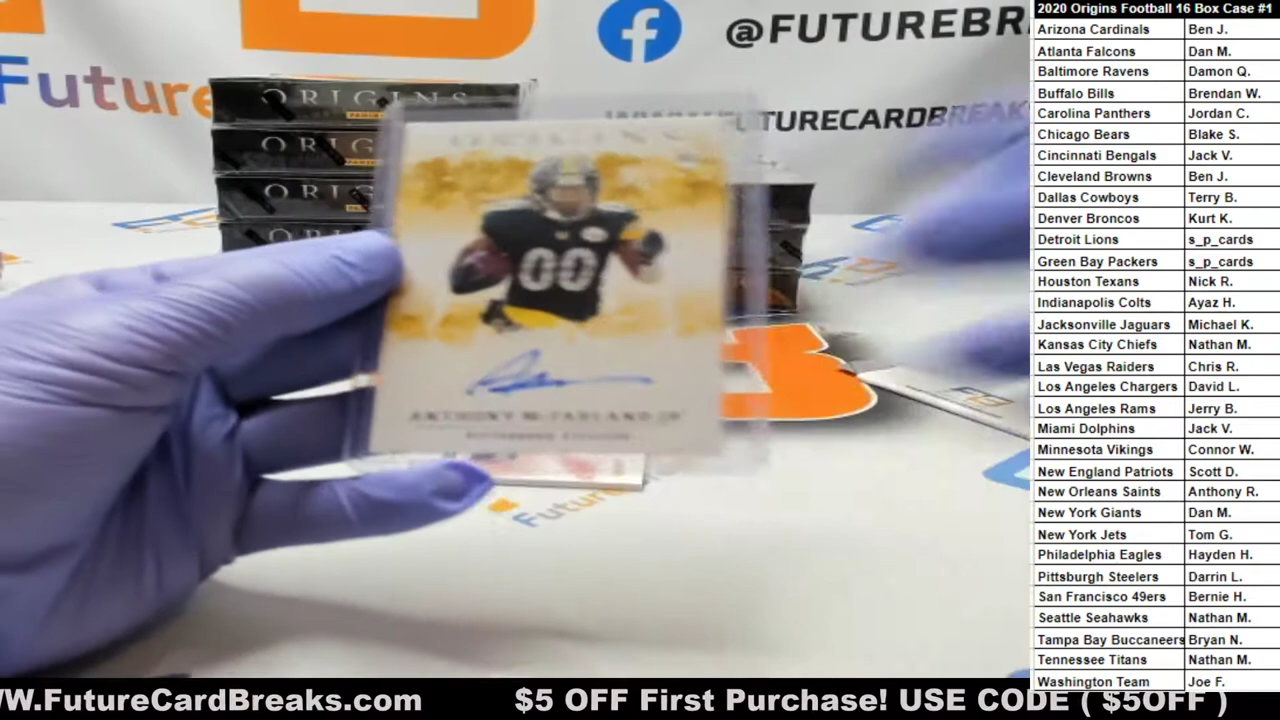 2020 Origins Football 16 Box Case #1
Arizona Cardinals Ben J.
Atlanta Falcons Dan M.
Baltimore Ravens Damon Q.
Buffalo Bills Brendan W.
Carolina Panthers Jordan C.
Chicago Bears Blake S.
Cincinnati Bengals Jack V.
Cleveland Browns Ben J.
Dallas Cowboys Terry B.
Denver Broncos Kurt K.
Detroit Lions s_p_cards
Green Bay Packers s_p_cards
Houston Texans Nick R.
Indianapolis Colts Ayaz H.
Jacksonville Jaguars Michael K.
Kansas City Chiefs Nathan M.
Las Vegas Raiders Chris R.
Los Angeles Chargers David L.
Los Angeles Rams Jerry B.
Miami Dolphins Jack V.
Minnesota Vikings Connor W.
New England Patriots Scott D.
New Orleans Saints Anthony R.
New York Giants Dan M.
New York Jets Tom G.
Philadelphia Eagles Hayden H.
Pittsburgh Steelers Darrin L.
San Francisco 49ers Bernie H.
Seattle Seahawks Nathan M.
Tampa Bay Buccaneers Bryan N.
Tennessee Titans Nathan M.
Washington Team Joe F.
@FUTUREBR
Future
FUTURECARDBREAK
ORIGINS
ORIG
ORIG
00
ANTHONY McFARLAND JR
PITTSBURGH STEELERS
Future
WW.FutureCardBreaks.com $5 OFF First Purchase! USE CODE ( $5OFF )